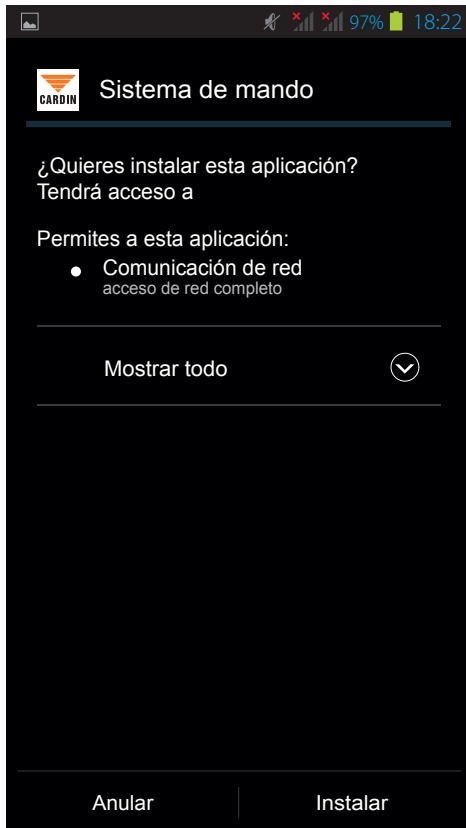 97% 18:22
CARDIN
Sistema de mando
¿Quieres instalar esta aplicación?
Tendrá acceso a
Permites a esta aplicación:
Comunicación de red
acceso de red completo
Mostrar todo
Anular Instalar